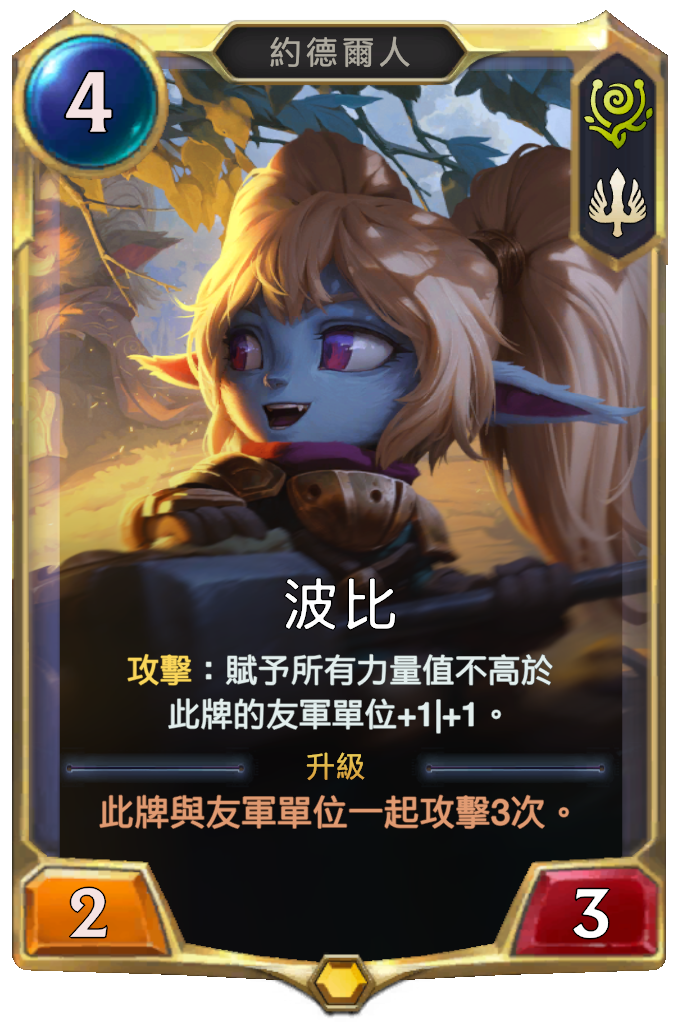 約德爾人
4
波比
攻擊：賦予所有力量值不高於
此牌的友軍單位+1|+1。
升級
此牌與友軍單位一起攻擊3次。
2
3